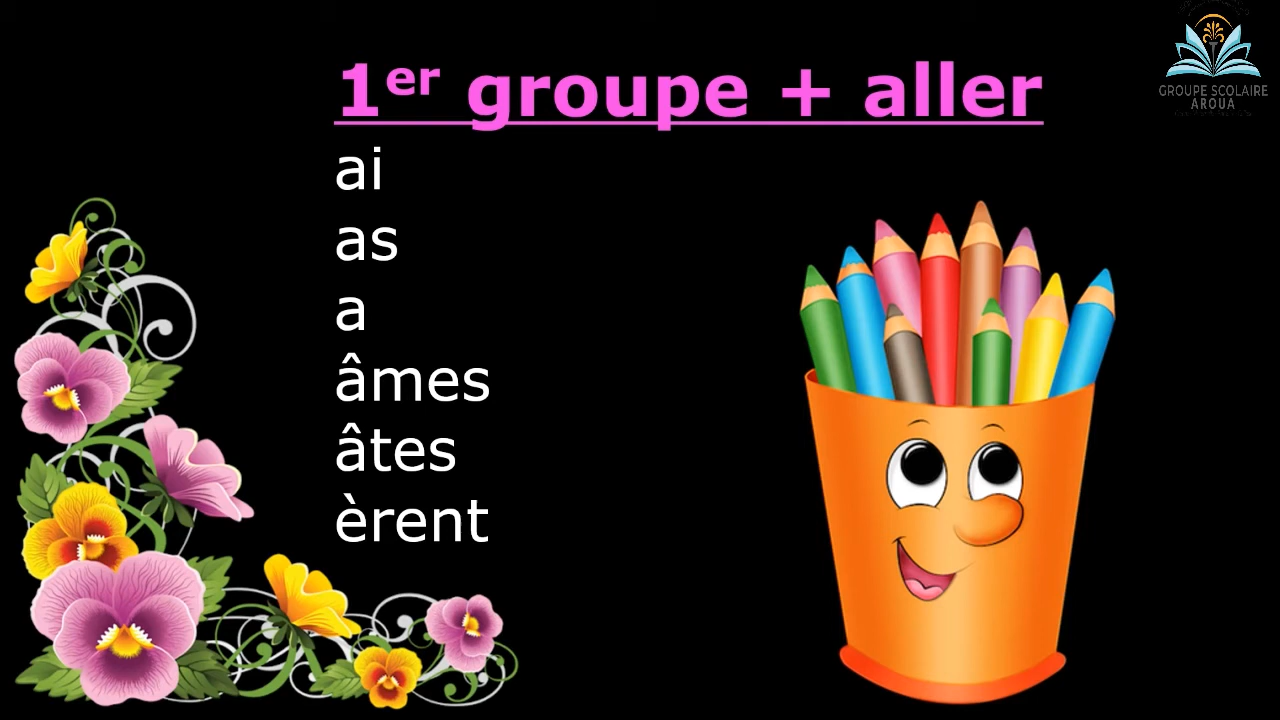 1er groupe + aller
ai
as
a
âmes
âtes
èrent
GROUPE SCOLAIRE
AROUA